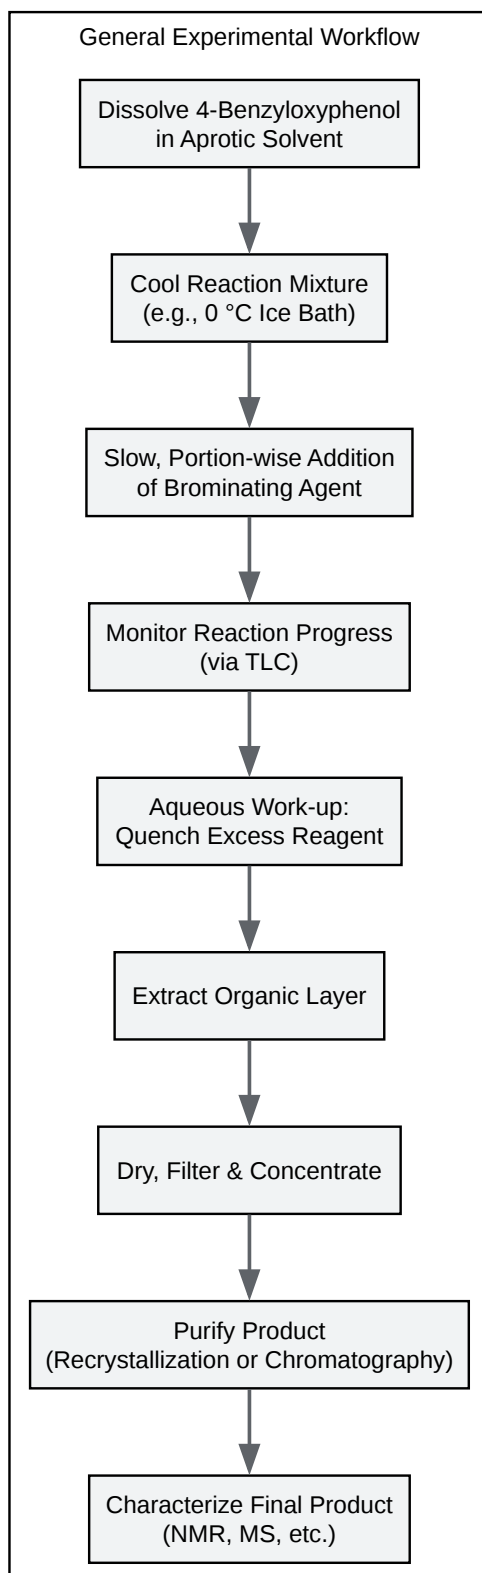 General Experimental Workflow
Dissolve 4-Benzyloxyphenol
in Aprotic Solvent
Cool Reaction Mixture
(e.g., 0 °C Ice Bath)
Slow, Portion-wise Addition
of Brominating Agent
Monitor Reaction Progress
(via TLC)
Aqueous Work-up:
Quench Excess Reagent
Extract Organic Layer
Dry, Filter & Concentrate
Purify Product
(Recrystallization or Chromatography)
Characterize Final Product
(NMR, MS, etc.)